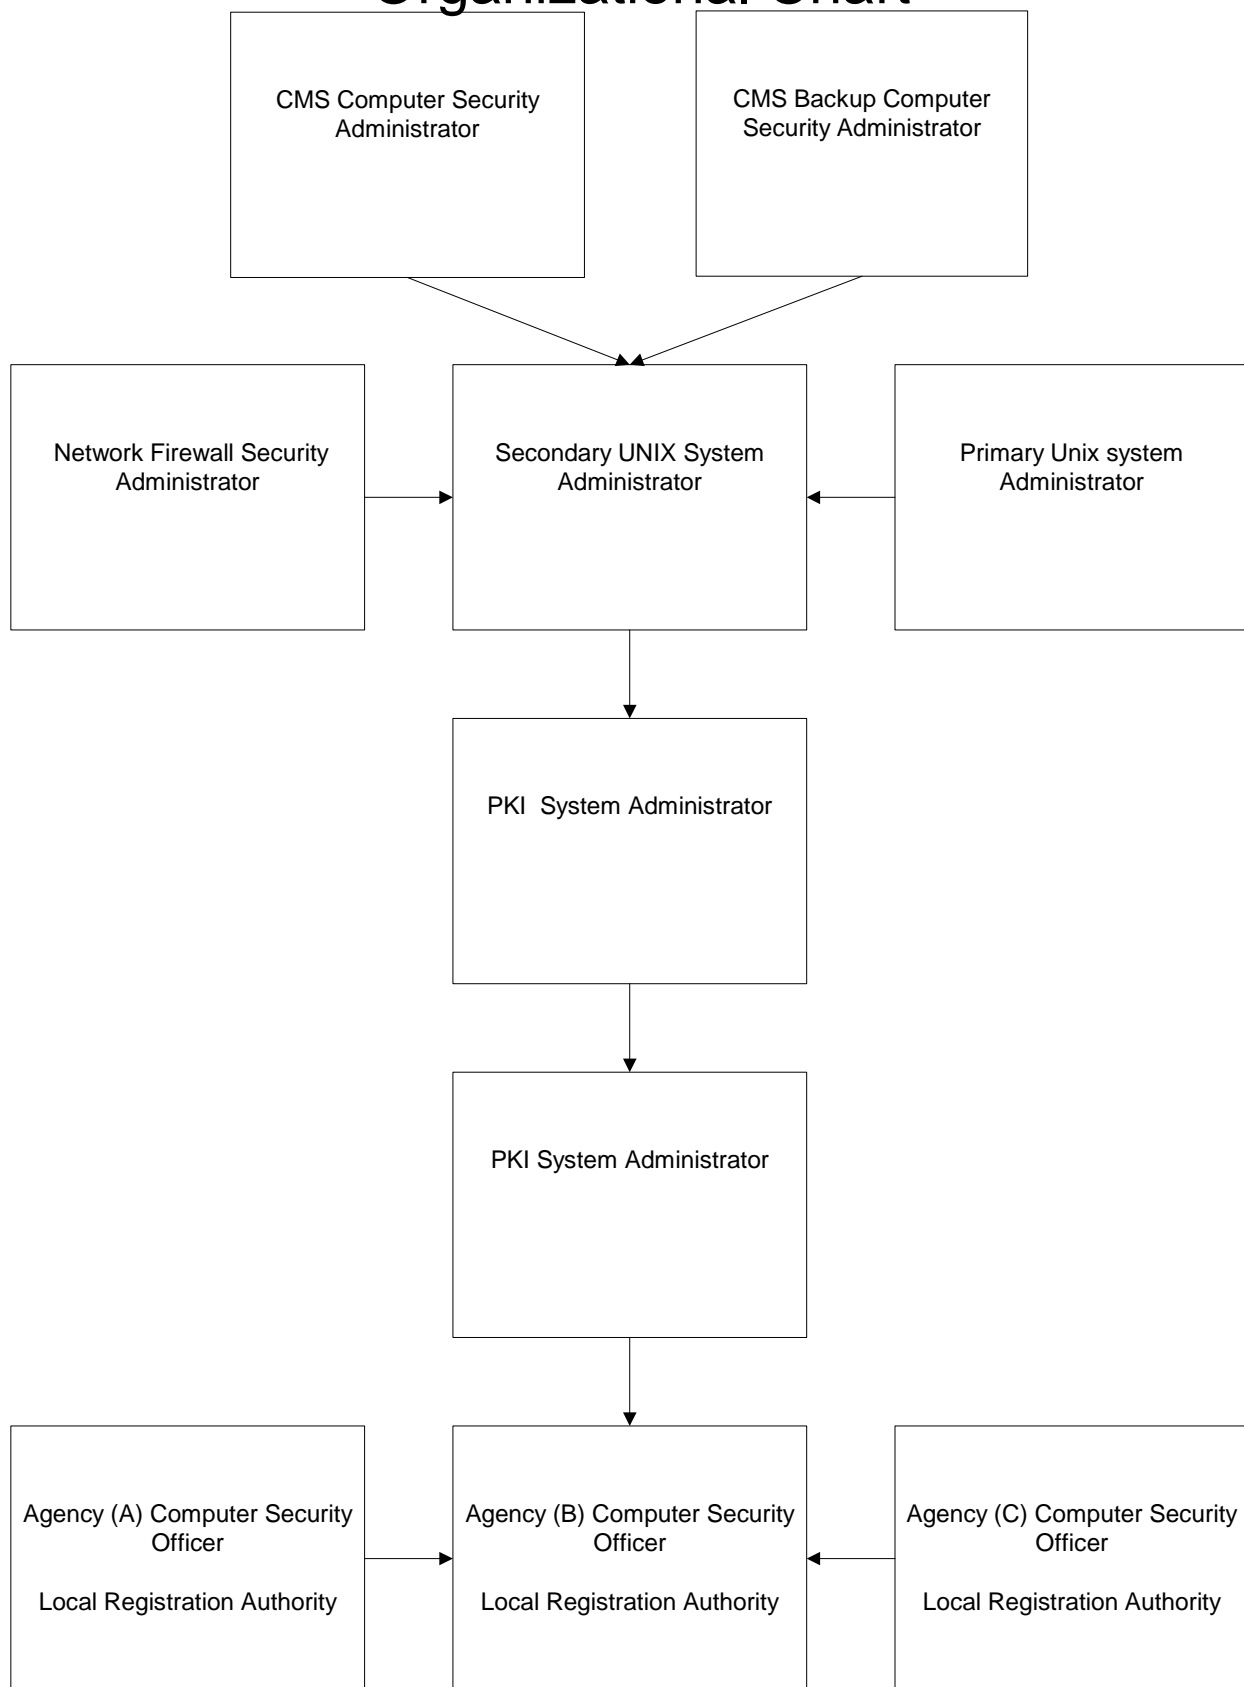 Organizational Chart
CMS Computer Security
Administrator
CMS Backup Computer
Security Administrator
Network Firewall Security
Administrator
Secondary UNIX System
Administrator
Primary Unix system
Administrator
PKI  System Administrator
PKI System Administrator
Agency (A) Computer Security
Officer
Local Registration Authority
Agency (B) Computer Security
Officer
Local Registration Authority
Agency (C) Computer Security
Officer
Local Registration Authority